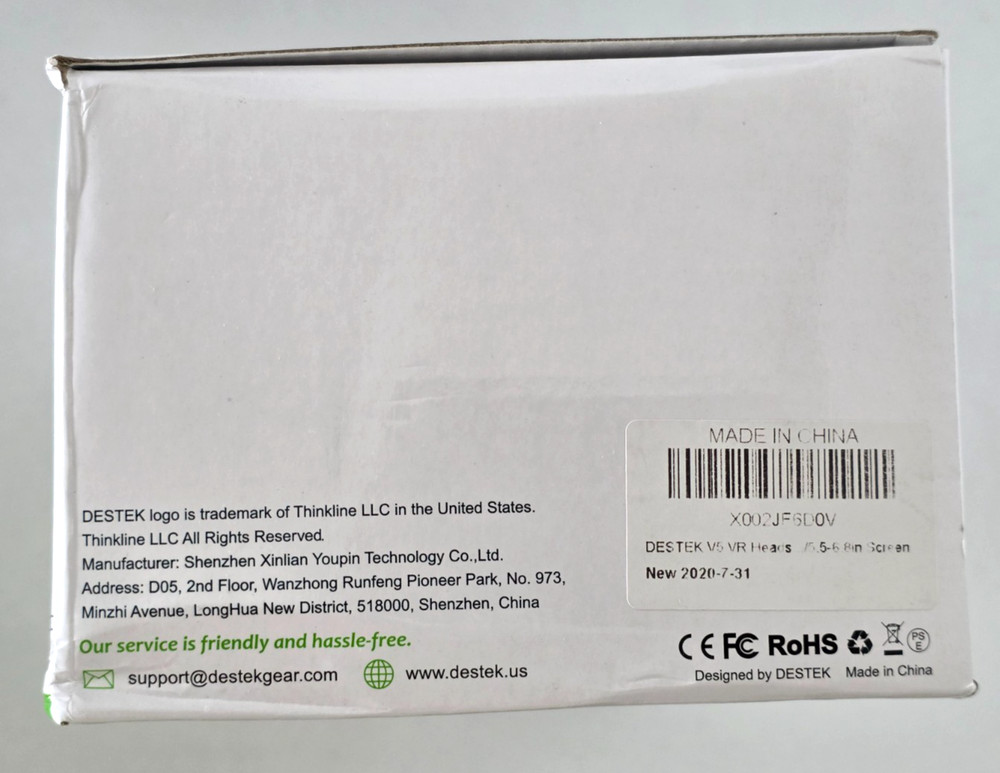 DESTEK logo is trademark of Thinkline LLC in the United States.
Thinkline LLC All Rights Reserved.
Manufacturer: Shenzhen Xinlian Youpin Technology Co.,Ltd.
Address: D05, 2nd Floor, Wanzhong Runfeng Pioneer Park, No. 973,
Minzhi Avenue, LongHua New District, 518000, Shenzhen, China
Our service is friendly and hassle-free.
support@destekgear.com
www.destek.us
MADE IN CHINA
X002JF6D0V
DESTEK V5 VR Screen
New 2020-7-31
CE FC RoHS PSE
Designed by DESTEK Made in China